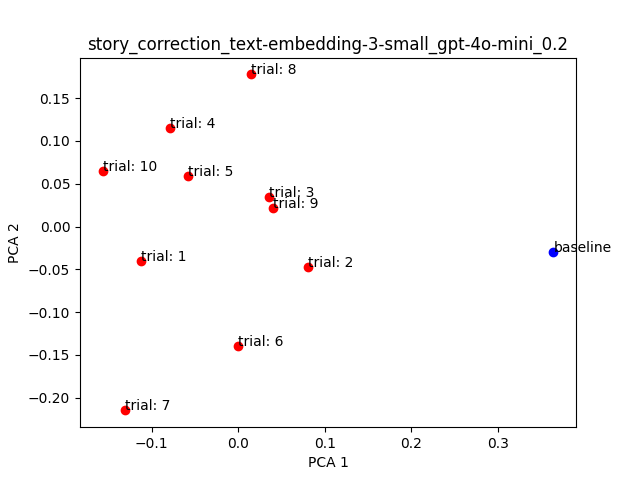 story_correction_text-embedding-3-small_gpt-4o-mini_0.2
trial: 8
0.15
trial: 4
0.10
trial: 10
trial: 5
0.05
trial: 3
trial: 9
0.00
baseline
trial: 1
trial: 2
−0.05
PCA 2
−0.10
trial: 6
−0.15
−0.20
trial: 7
−0.1
0.0
0.1
0.2
0.3
PCA 1